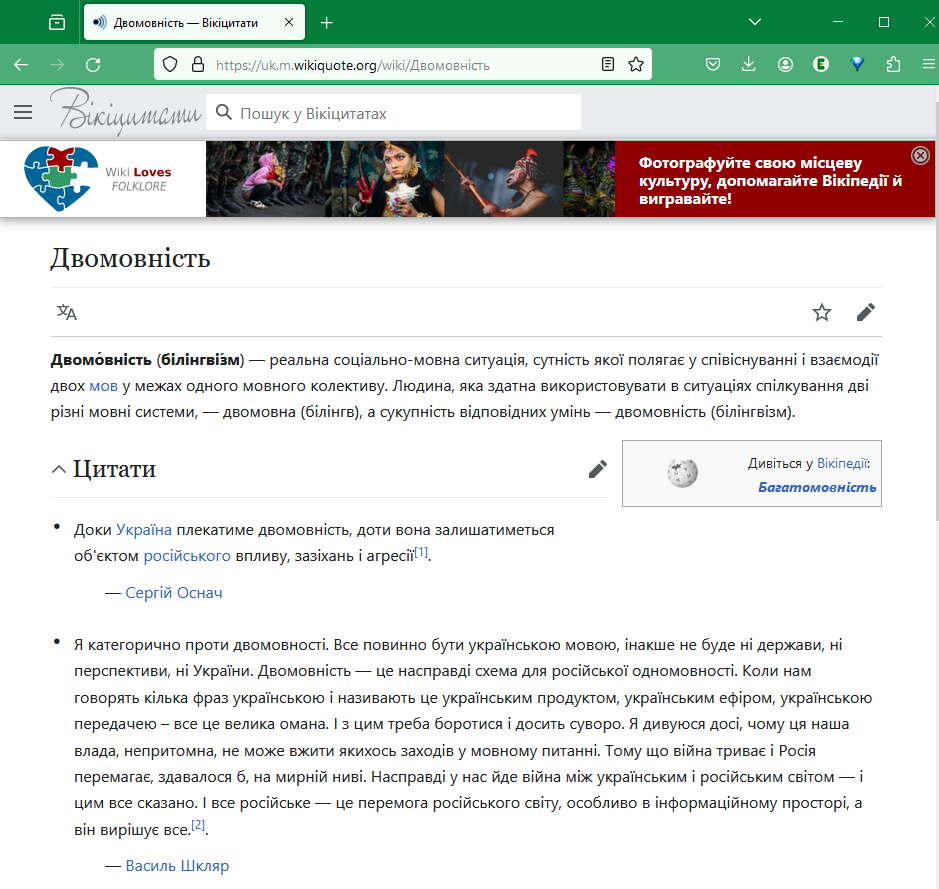 Двомовність — Вікіцитати
https://uk.m.wikiquote.org/wiki/Двомовність
Вікіцитати
Пошук у Вікіцитатах
Wiki Loves
FOLKLORE
Фотографуйте свою місцеву
культуру, допомагайте Вікіпедії й
вигравайте!
Двомовність
Двомо́вність (білінгві́зм) — реальна соціально-мовна ситуація, сутність якої полягає у співіснуванні і взаємодії
двох мов у межах одного мовного колективу. Людина, яка здатна використовувати в ситуаціях спілкування дві
різні мовні системи, — двомовна (білінгв), а сукупність відповідних умінь — двомовність (білінгвізм).
Цитати
Дивіться у Вікіпедії:
Багатомовність
Доки Україна плекатиме двомовність, доти вона залишатиметься
об'єктом російського впливу, зазіхань і агресії[1].
— Сергій Оснач
Я категорично проти двомовності. Все повинно бути українською мовою, інакше не буде ні держави, ні
перспективи, ні України. Двомовність — це насправді схема для російської одномовності. Коли нам
говорять кілька фраз українською і називають це українським продуктом, українським ефіром, українською
передачею – все це велика омана. І з цим треба боротися і досить суворо. Я дивуюся досі, чому ця наша
влада, непритомна, не може вжити якихось заходів у мовному питанні. Тому що війна триває і Росія
перемагає, здавалося б, на мирній ниві. Насправді у нас йде війна між українським і російським світом — і
цим все сказано. І все російське — це перемога російського світу, особливо в інформаційному просторі, а
він вирішує все.[2].
— Василь Шкляр